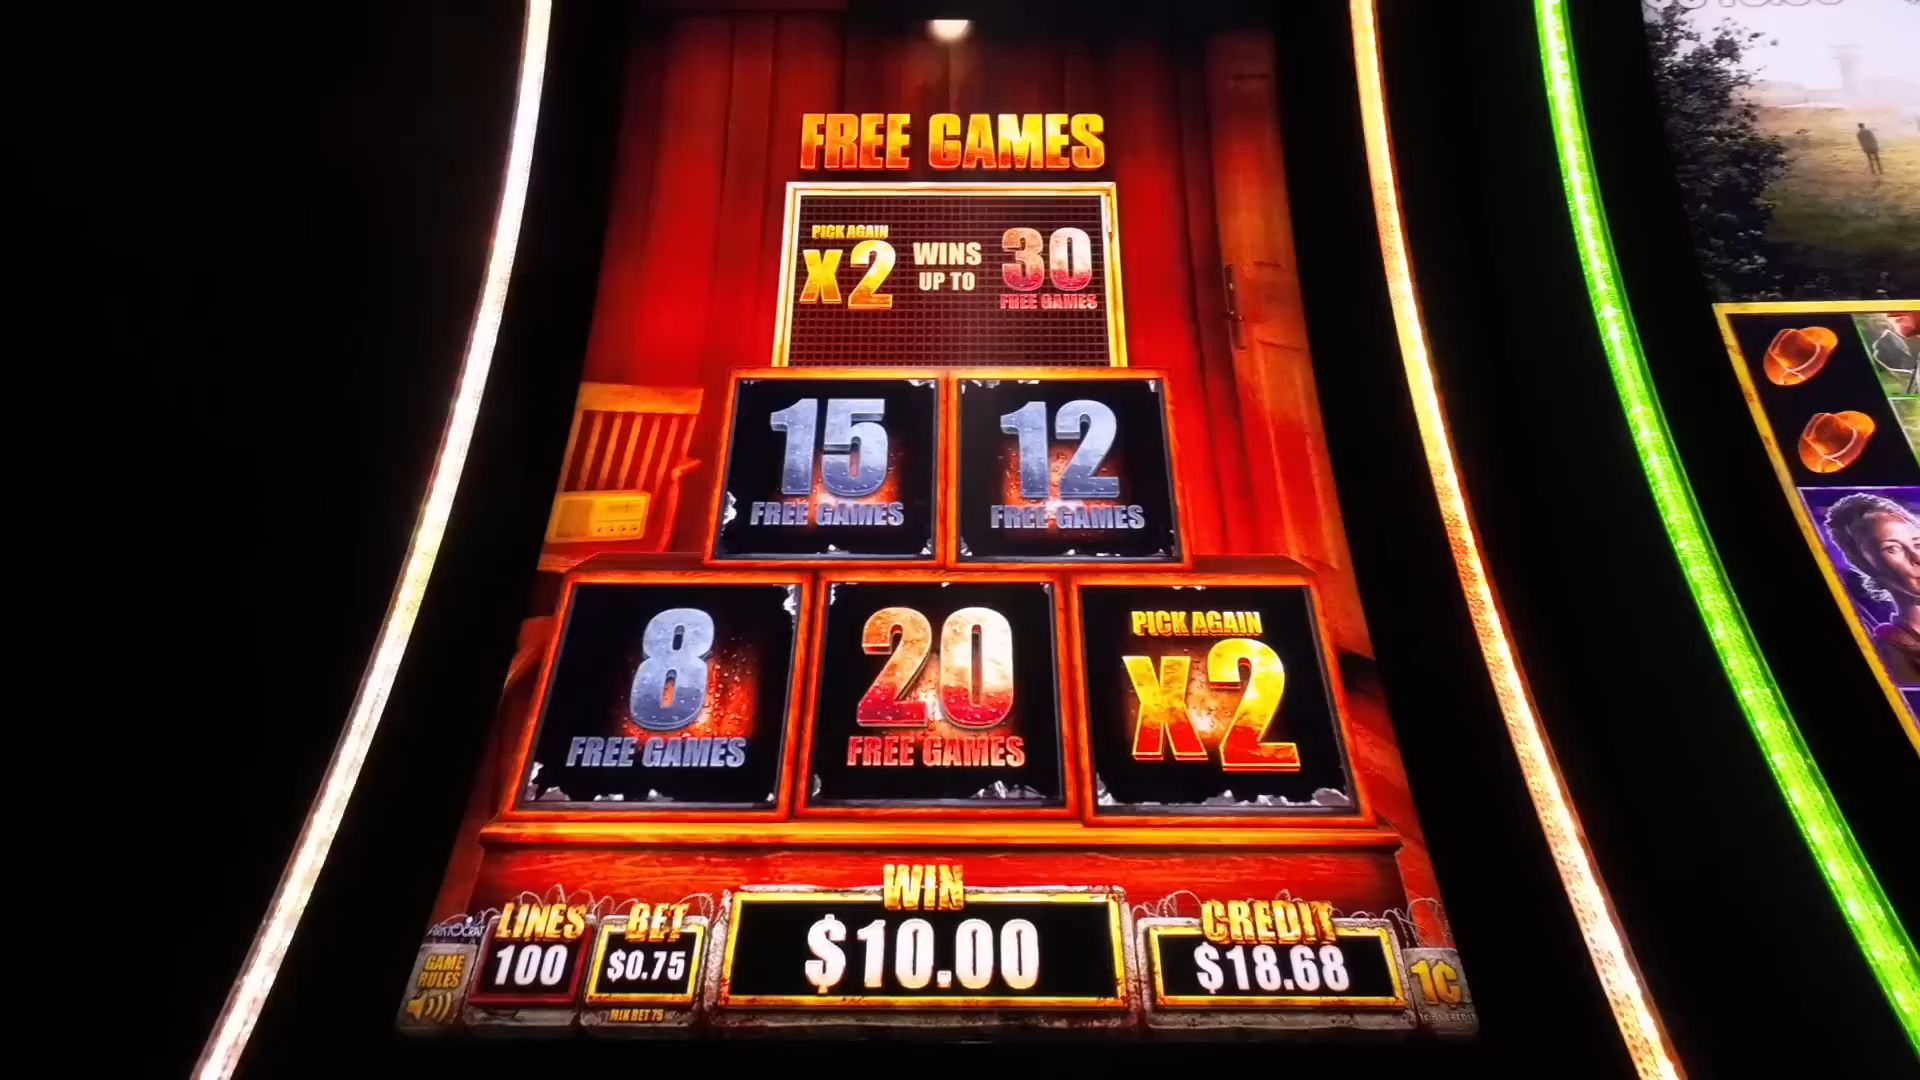 FREE GAMES
PICK AGAIN
X2
WINS
UP TO
30
FREE GAMES
15
FREE GAMES
12
FREE GAMES
8
FREE GAMES
20
FREE GAMES
PICK AGAIN
X2
WIN
$10.00
LINES
100
BET
$0.75
MIN BET 75
CREDIT
$18.68
ARISTOCRAT
GAME
RULES
1¢